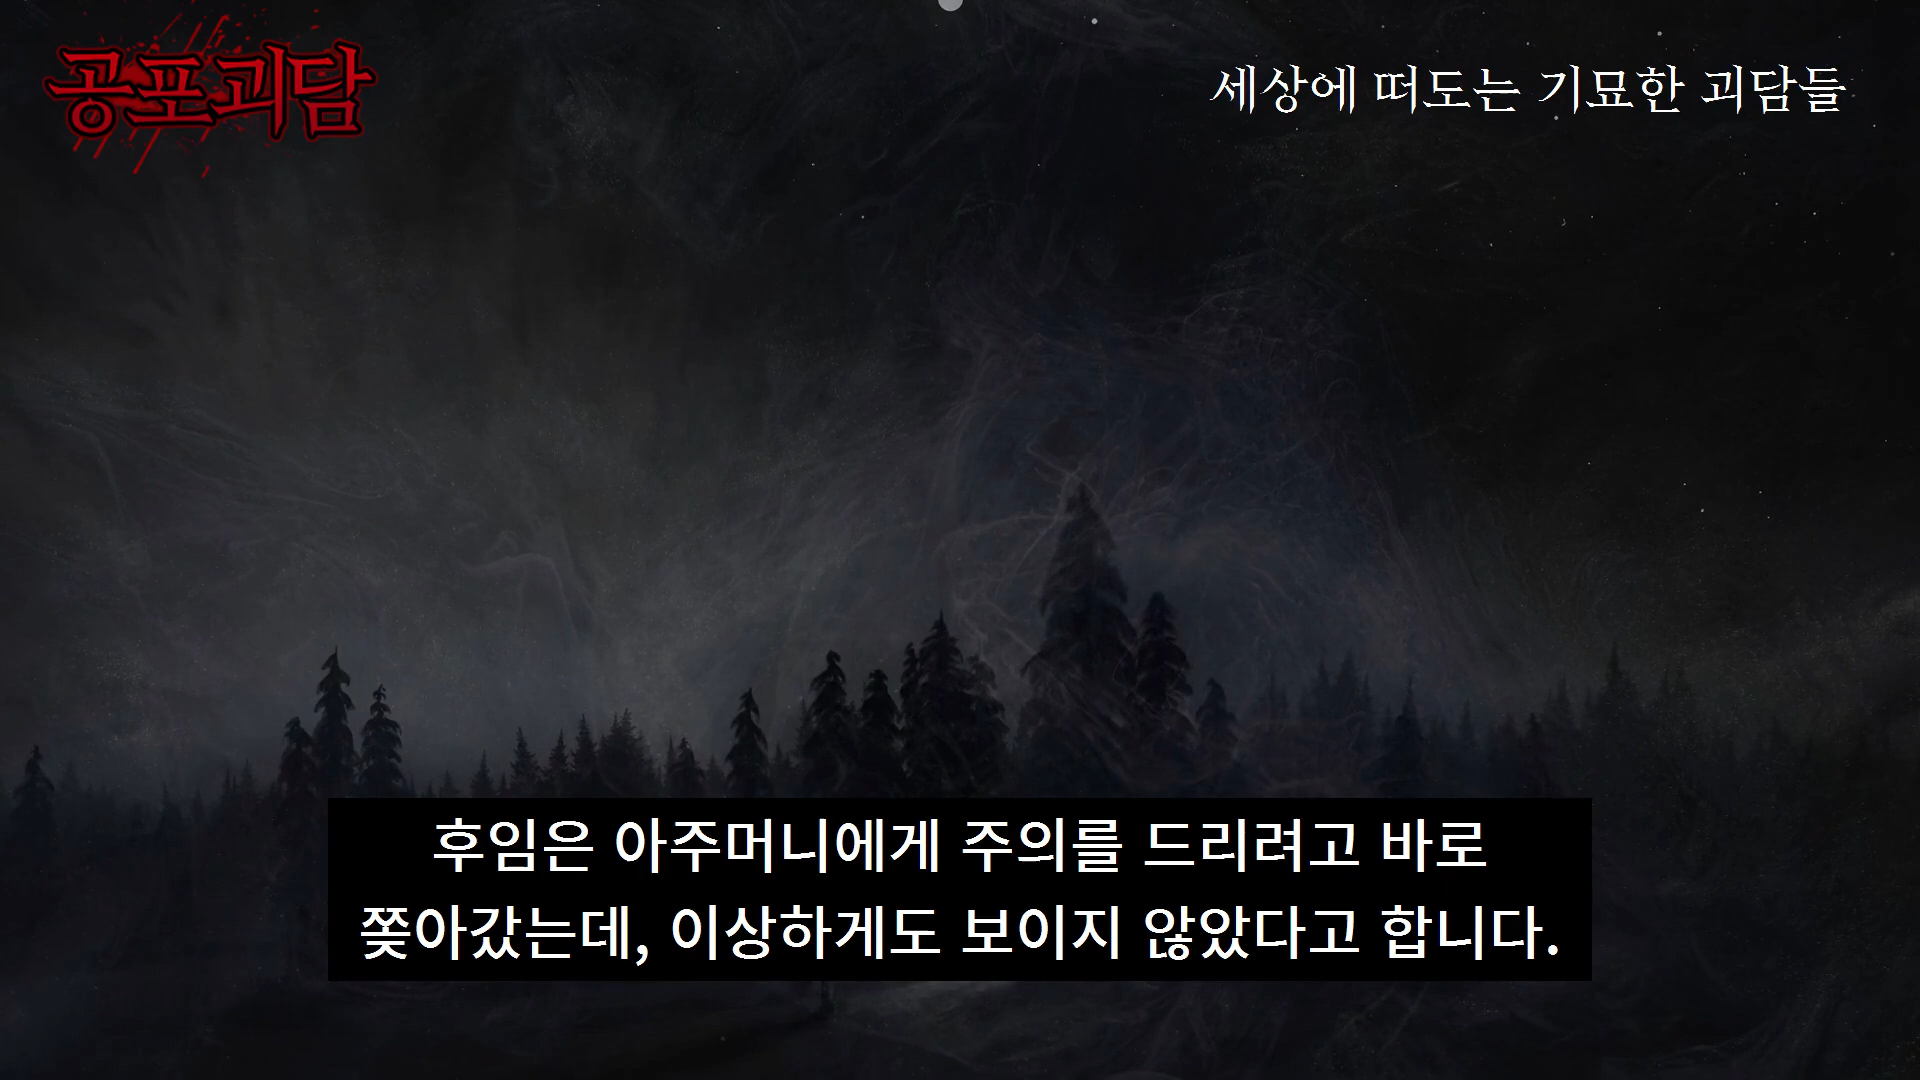 공포괴담
세상에 떠도는 기묘한 괴담들
후임은 아주머니에게 주의를 드리려고 바로
쫒아갔는데, 이상하게도 보이지 않았다고 합니다.